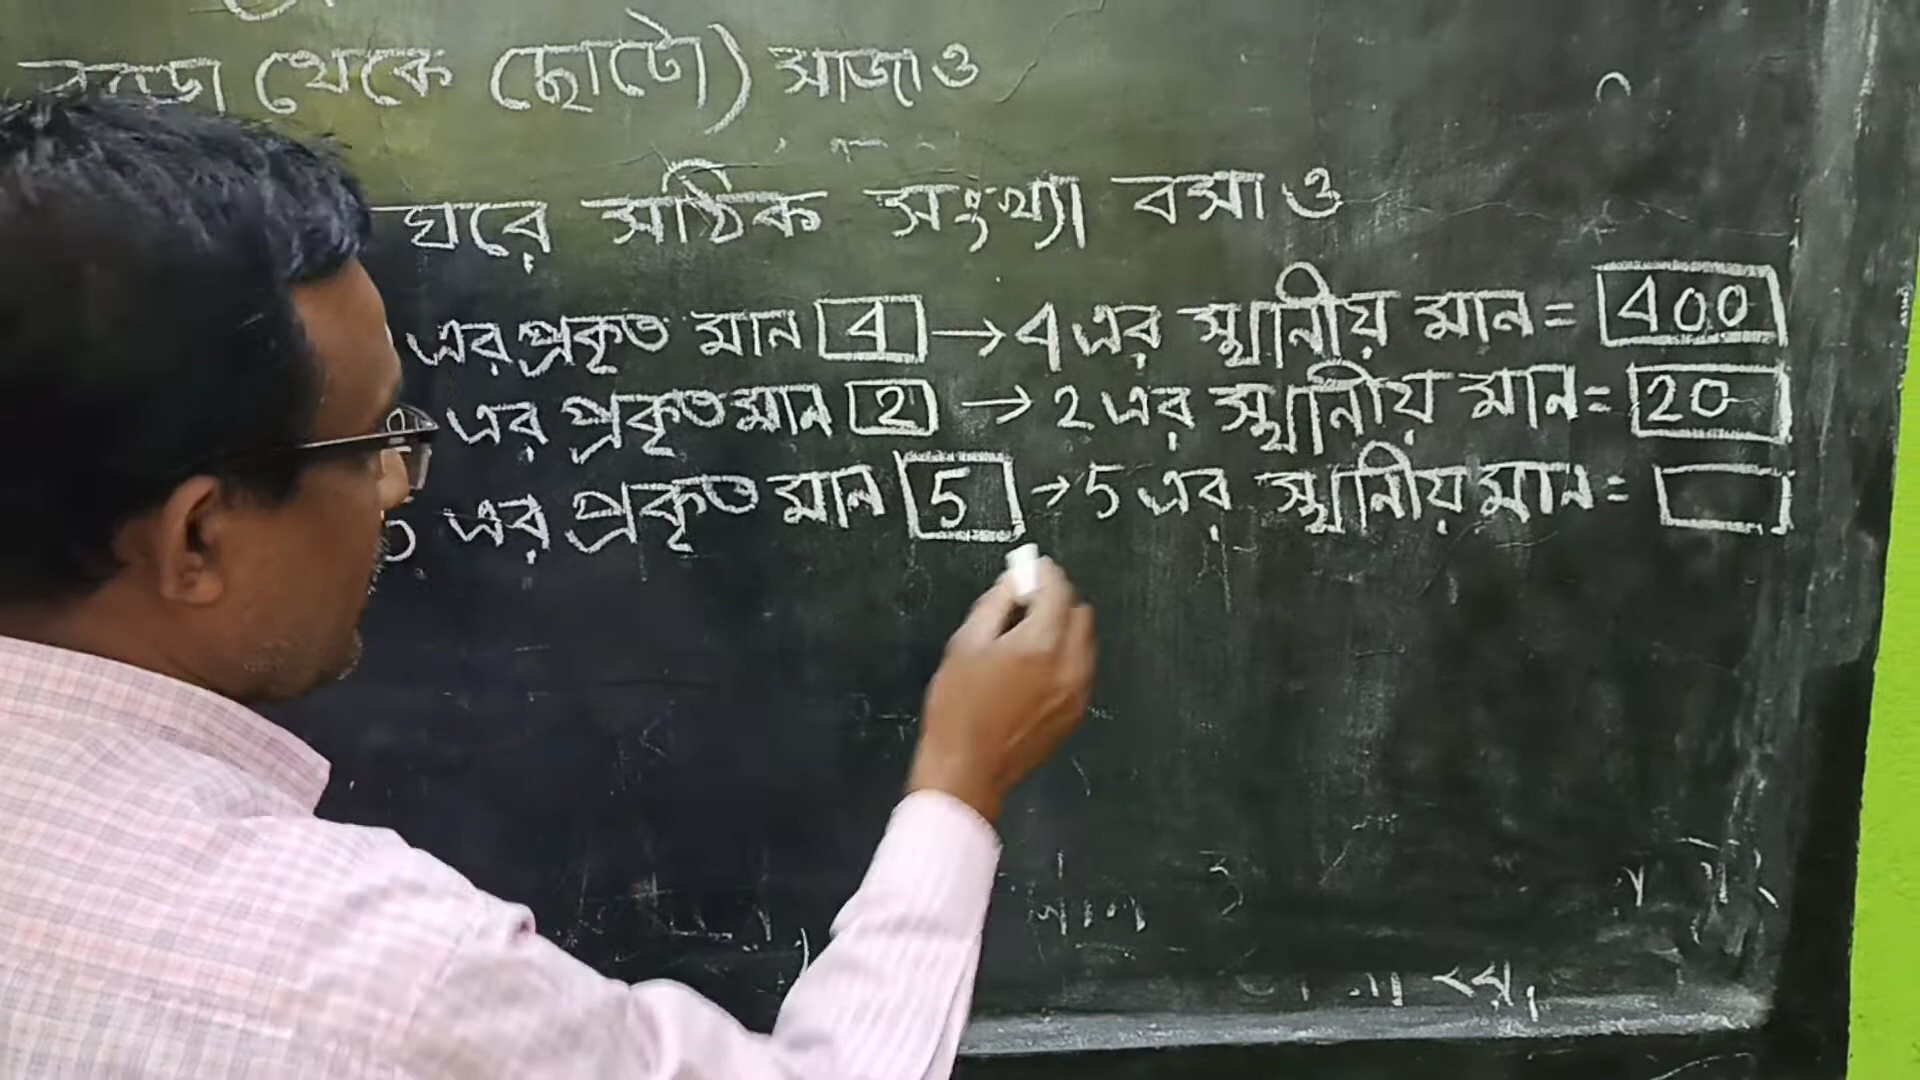 বড়ো থেকে ছোটো) সাজাও
ঘরে সঠিক সংখ্যা বসাও
এর প্রকৃত মান 4 → 4 এর স্থানীয় মান = 400
এর প্রকৃত মান 2 → 2 এর স্থানীয় মান = 20
এর প্রকৃত মান 5 → 5 এর স্থানীয় মান =